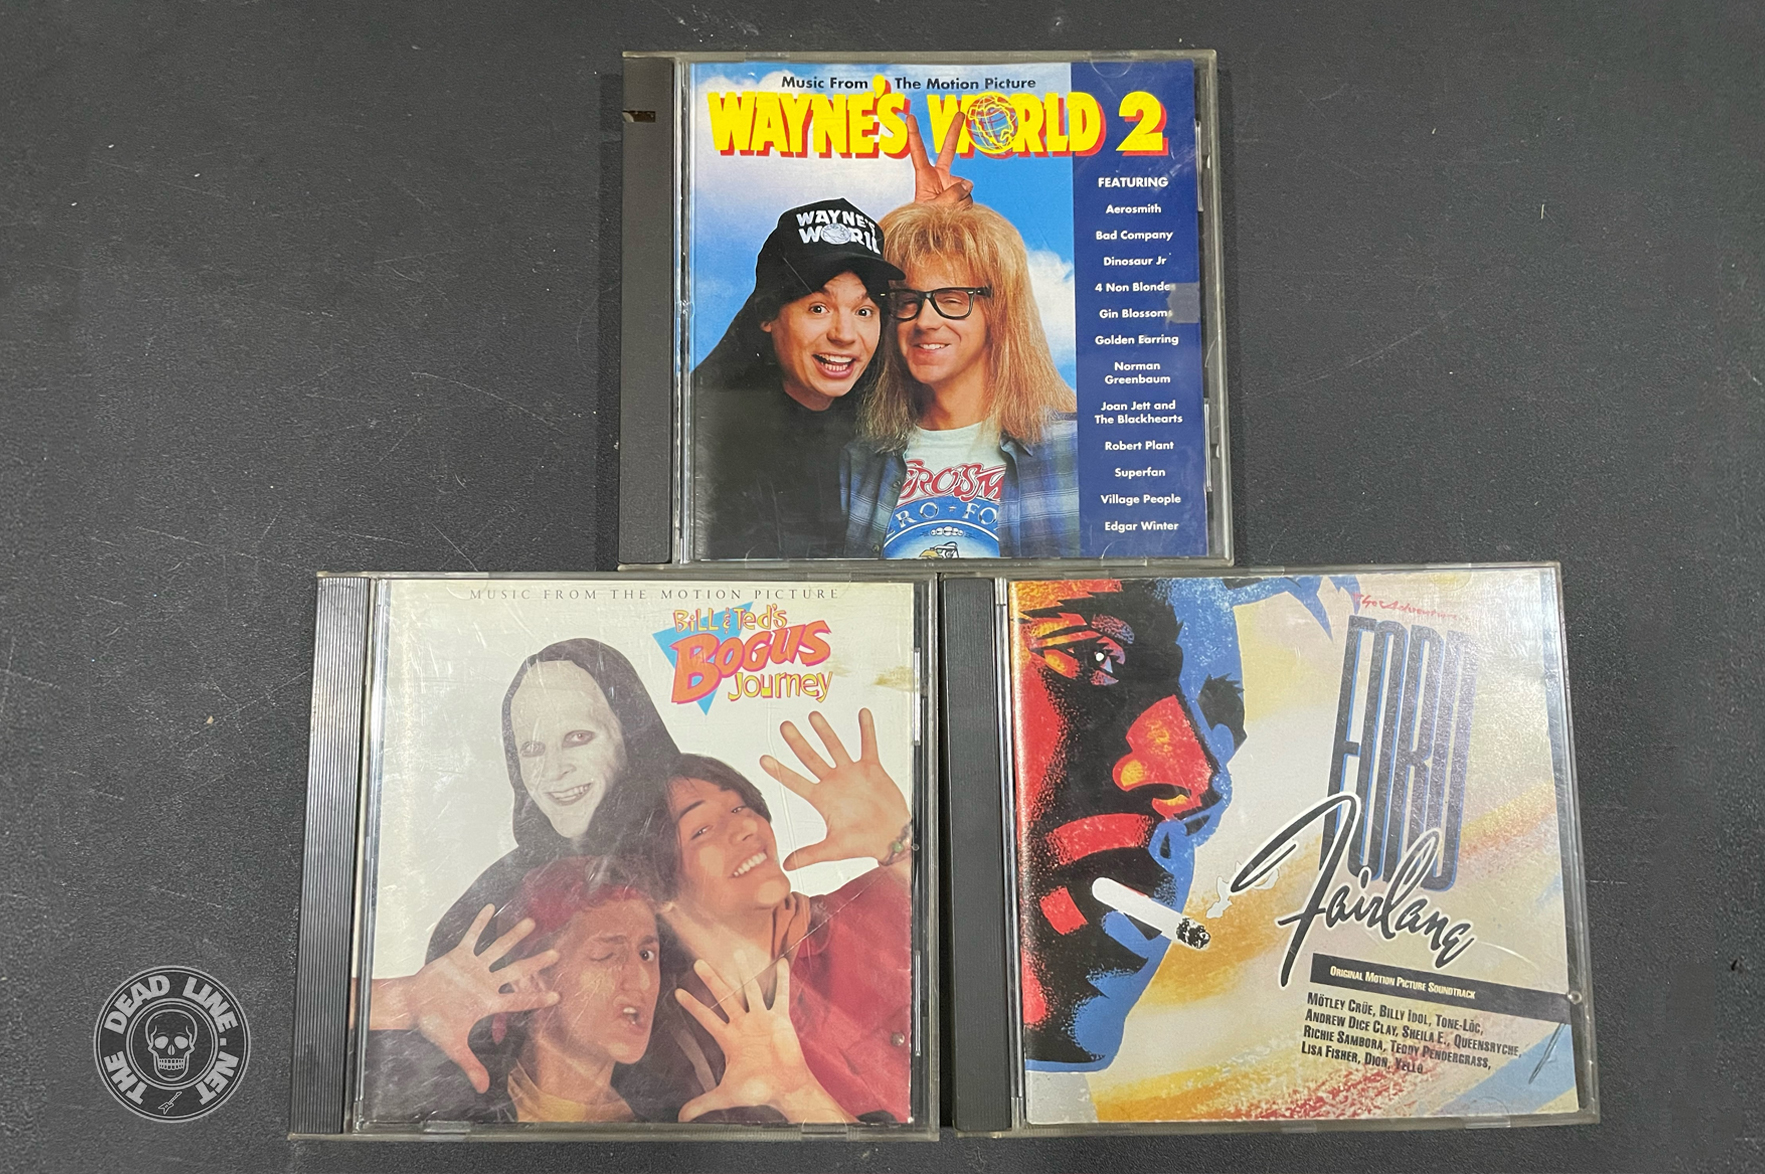 Music From The Motion Picture
WAYNE'S WORLD 2
WAYNE'S
WORL
FEATURING
Aerosmith
Bad Company
Dinosaur Jr
4 Non Blondes
Gin Blossoms
Golden Earring
Norman
Greenbaum
Joan Jett and
The Blackhearts
Robert Plant
Superfan
Village People
Edgar Winter
EROSM
RO FO
MUSIC FROM THE MOTION PICTURE
BiLL & Ted's
BOGUS
Journey
The Adventures
FORD
Fairlane
ORIGINAL MOTION PICTURE SOUNDTRACK
MÖTLEY CRÜE, BILLY IDOL, TONE-LŌC,
ANDREW DICE CLAY, SHEILA E., QUEENSRYCHE,
RICHIE SAMBORA, TEDDY PENDERGRASS,
LISA FISHER, DION, YELLO
THE DEAD LINE.NET